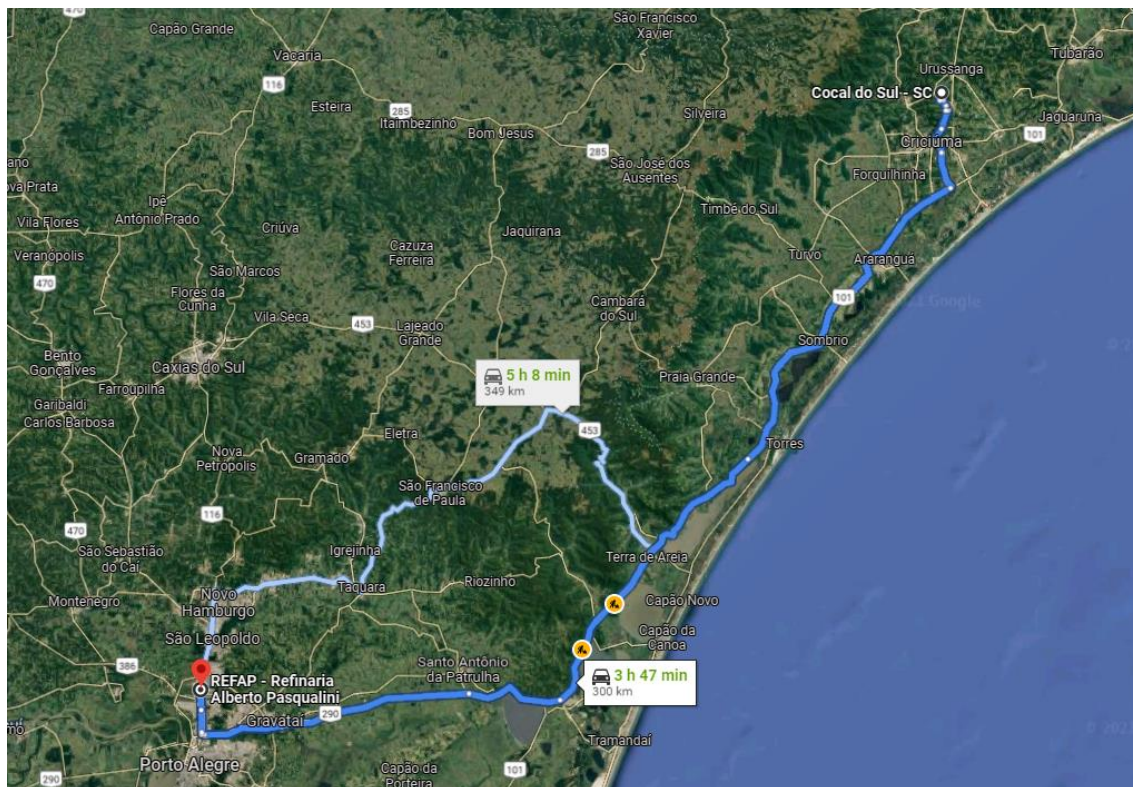 470
Capão Grande
São Francisco
Xavier
Tubarão
Vacaria
Urussanga
116
Cocal do Sul - SC
Esteira
285
Itaimbezinho
Silveira
Jaguaruna
Bom Jesus
101
Criciúma
285
São José dos
Ausentes
Forquilhinha
ova Prata
Ipê
Antônio Prado
Timbé do Sul
Vila Flores
Criúva
Jaquirana
Cazuza
Ferreira
Turvo
Araranguá
Veranópolis
São Marcos
470
Flores da
Cunha
101
Google
Cambará
do Sul
Vila Seca
453
Lajeado
Grande
Sombrio
Bento
Gonçalves
Caxias do Sul
5 h 8 min
349 km
Praia Grande
Farroupilha
Garibaldi
Carlos Barbosa
453
Eletra
Torres
Nova
Petrópolis
Gramado
São Francisco
de Paula
116
470
São Sebastião
do Caí
Igrejinha
Terra de Areia
Taquara
Riozinho
Montenegro
Novo
Hamburgo
Capão Novo
São Leopoldo
Capão da
Canoa
386
Santo Antônio
da Patrulha
3 h 47 min
300 km
REFAP - Refinaria
Alberto Pasqualini
290
Gravataí
Tramandaí
Porto Alegre
290
Capão da
Porteira
101